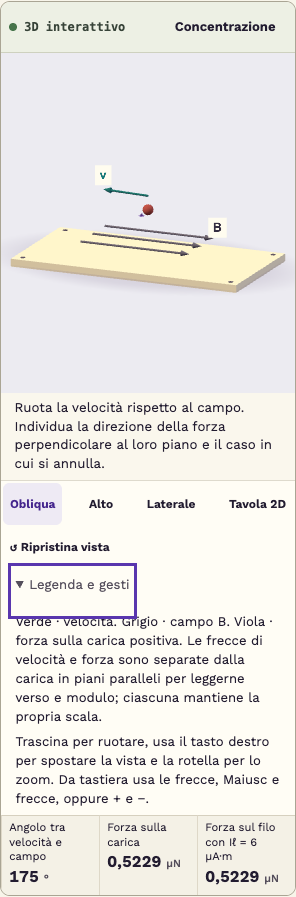 3D interattivo
Concentrazione
v
B
Ruota la velocità rispetto al campo.
Individua la direzione della forza
perpendicolare al loro piano e il caso in
cui si annulla.
Obliqua Alto Laterale Tavola 2D
↺ Ripristina vista
▼ Legenda e gesti
Verde · velocità. Grigio · campo B. Viola ·
forza sulla carica positiva. Le frecce di
velocità e forza sono separate dalla
carica in piani paralleli per leggerne
verso e modulo; ciascuna mantiene la
propria scala.
Trascina per ruotare, usa il tasto destro
per spostare la vista e la rotella per lo
zoom. Da tastiera usa le frecce, Maiusc e
frecce, oppure + e −.
Angolo tra
velocità e
campo
175 °
Forza sulla
carica
0,5229 μN
Forza sul filo
con Iℓ = 6
μA·m
0,5229 μN